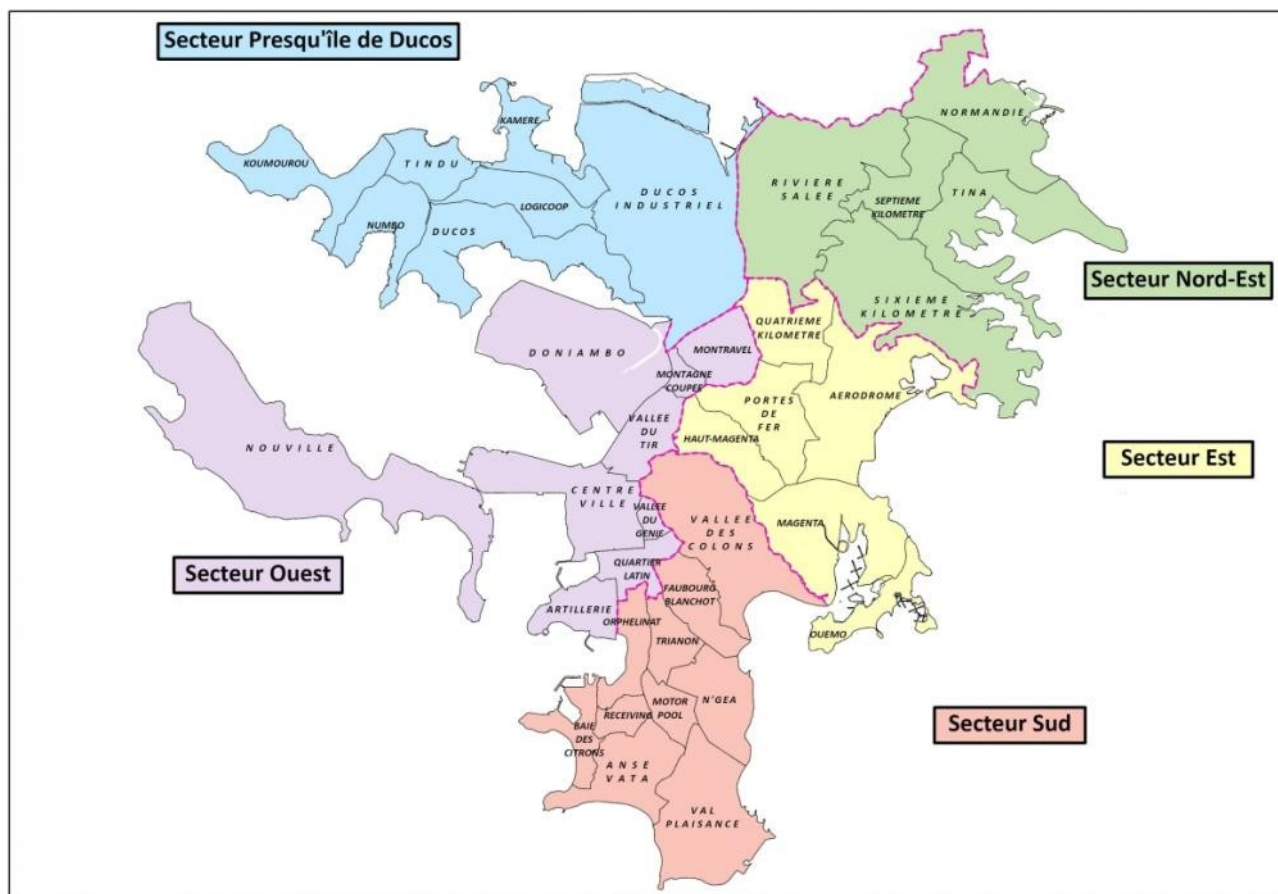 Secteur Presqu'île de Ducos
KAMERE
KOUMOUROU
TINDU
NUMBO
DUCOS
LOGICOOP
DUCOS
INDUSTRIEL
NORMANDIE
RIVIERE
SALEE
SEPTIEME
KILOMETRE
TINA
SIXIEME
KILOMETRE
Secteur Nord-Est
QUATRIEME
KILOMETRE
AERODROME
PORTES
DE
FER
HAUT-MAGENTA
MAGENTA
OUEMO
Secteur Est
DONIAMBO
MONTRAVEL
MONTAGNE
COUPEE
VALLEE
DU
TIR
NOUVILLE
CENTRE
VILLE
VALLEE
DU
GENIE
QUARTIER
LATIN
ARTILLERIE
Secteur Ouest
VALLEE
DES
COLONS
FAUBOURG
BLANCHOT
ORPHELINAT
TRIANON
N'GEA
MOTOR
POOL
RECEIVING
BAIE
DES
CITRONS
ANSE
VATA
VAL
PLAISANCE
Secteur Sud